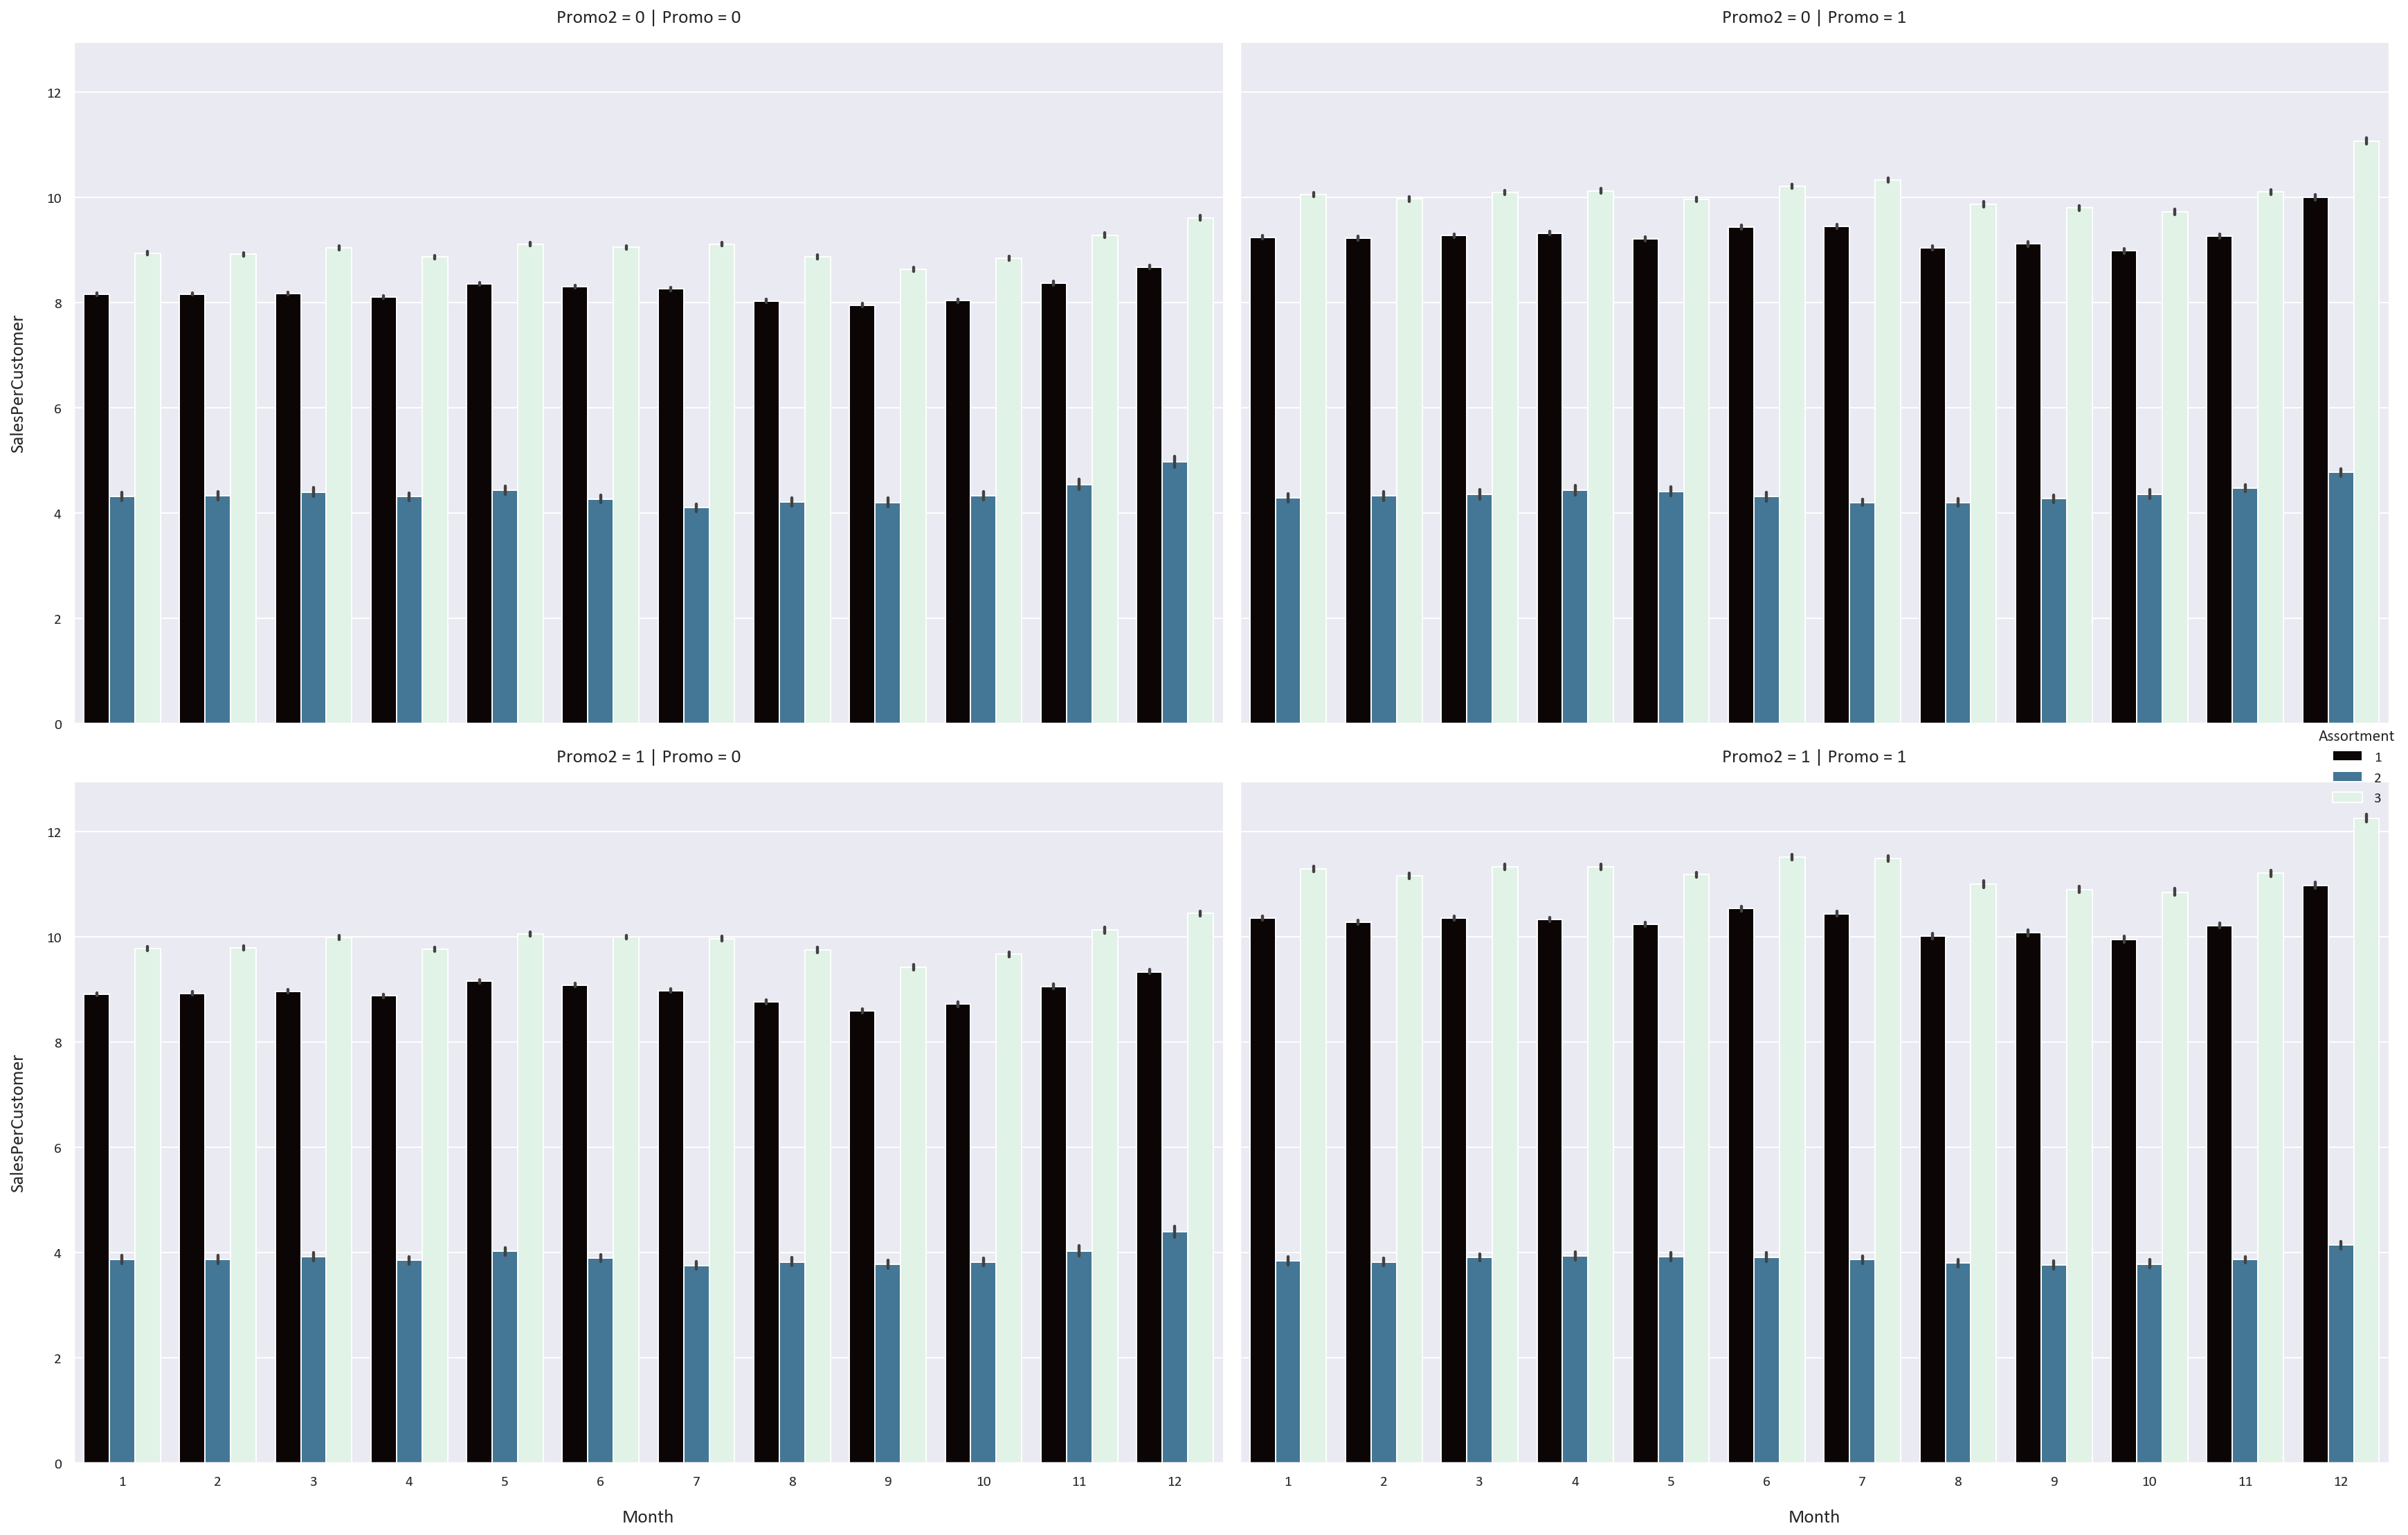 Promo2 = 0 | Promo = 0
Promo2 = 0 | Promo = 1
12
10
8
6
4
2
0
SalesPerCustomer
Promo2 = 1 | Promo = 0
Promo2 = 1 | Promo = 1
Assortment
1
2
3
12
10
8
6
4
2
0
SalesPerCustomer
1 2 3 4 5 6 7 8 9 10 11 12
1 2 3 4 5 6 7 8 9 10 11 12
Month
Month